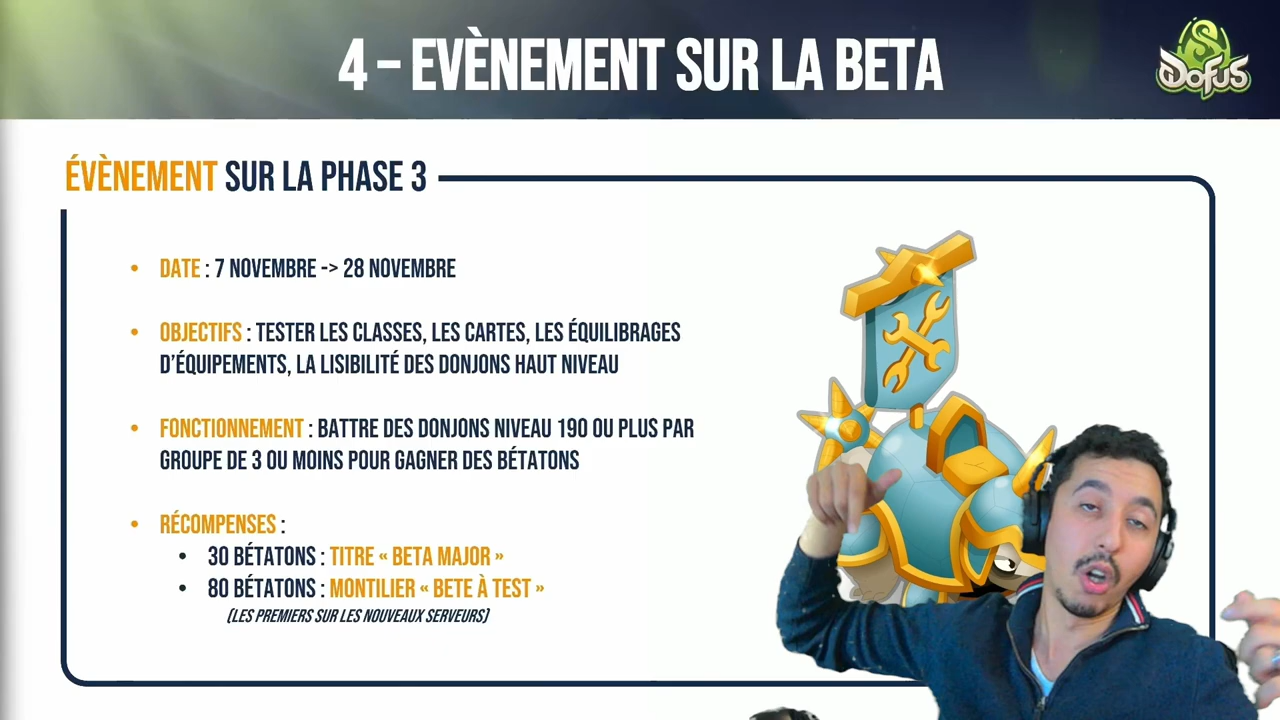 4 – EVÈNEMENT SUR LA BETA
DOFUS
ÉVÈNEMENT SUR LA PHASE 3
• DATE : 7 NOVEMBRE -> 28 NOVEMBRE
• OBJECTIFS : TESTER LES CLASSES, LES CARTES, LES ÉQUILIBRAGES
D'ÉQUIPEMENTS, LA LISIBILITÉ DES DONJONS HAUT NIVEAU
• FONCTIONNEMENT : BATTRE DES DONJONS NIVEAU 190 OU PLUS PAR
GROUPE DE 3 OU MOINS POUR GAGNER DES BÉTATONS
• RÉCOMPENSES :
• 30 BÉTATONS : TITRE « BETA MAJOR »
• 80 BÉTATONS : MONTILIER « BETE À TEST »
(LES PREMIERS SUR LES NOUVEAUX SERVEURS)